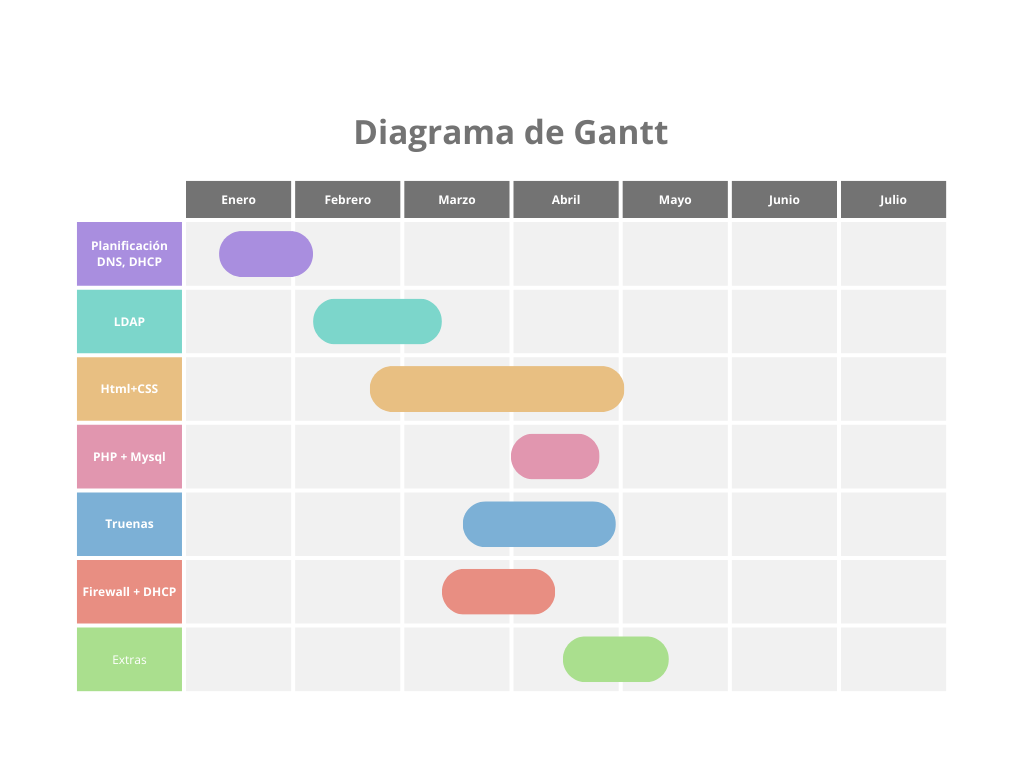 Diagrama de Gantt
Enero Febrero Marzo Abril Mayo Junio Julio
Planificación
DNS, DHCP
LDAP
Html+CSS
PHP + Mysql
Truenas
Firewall + DHCP
Extras